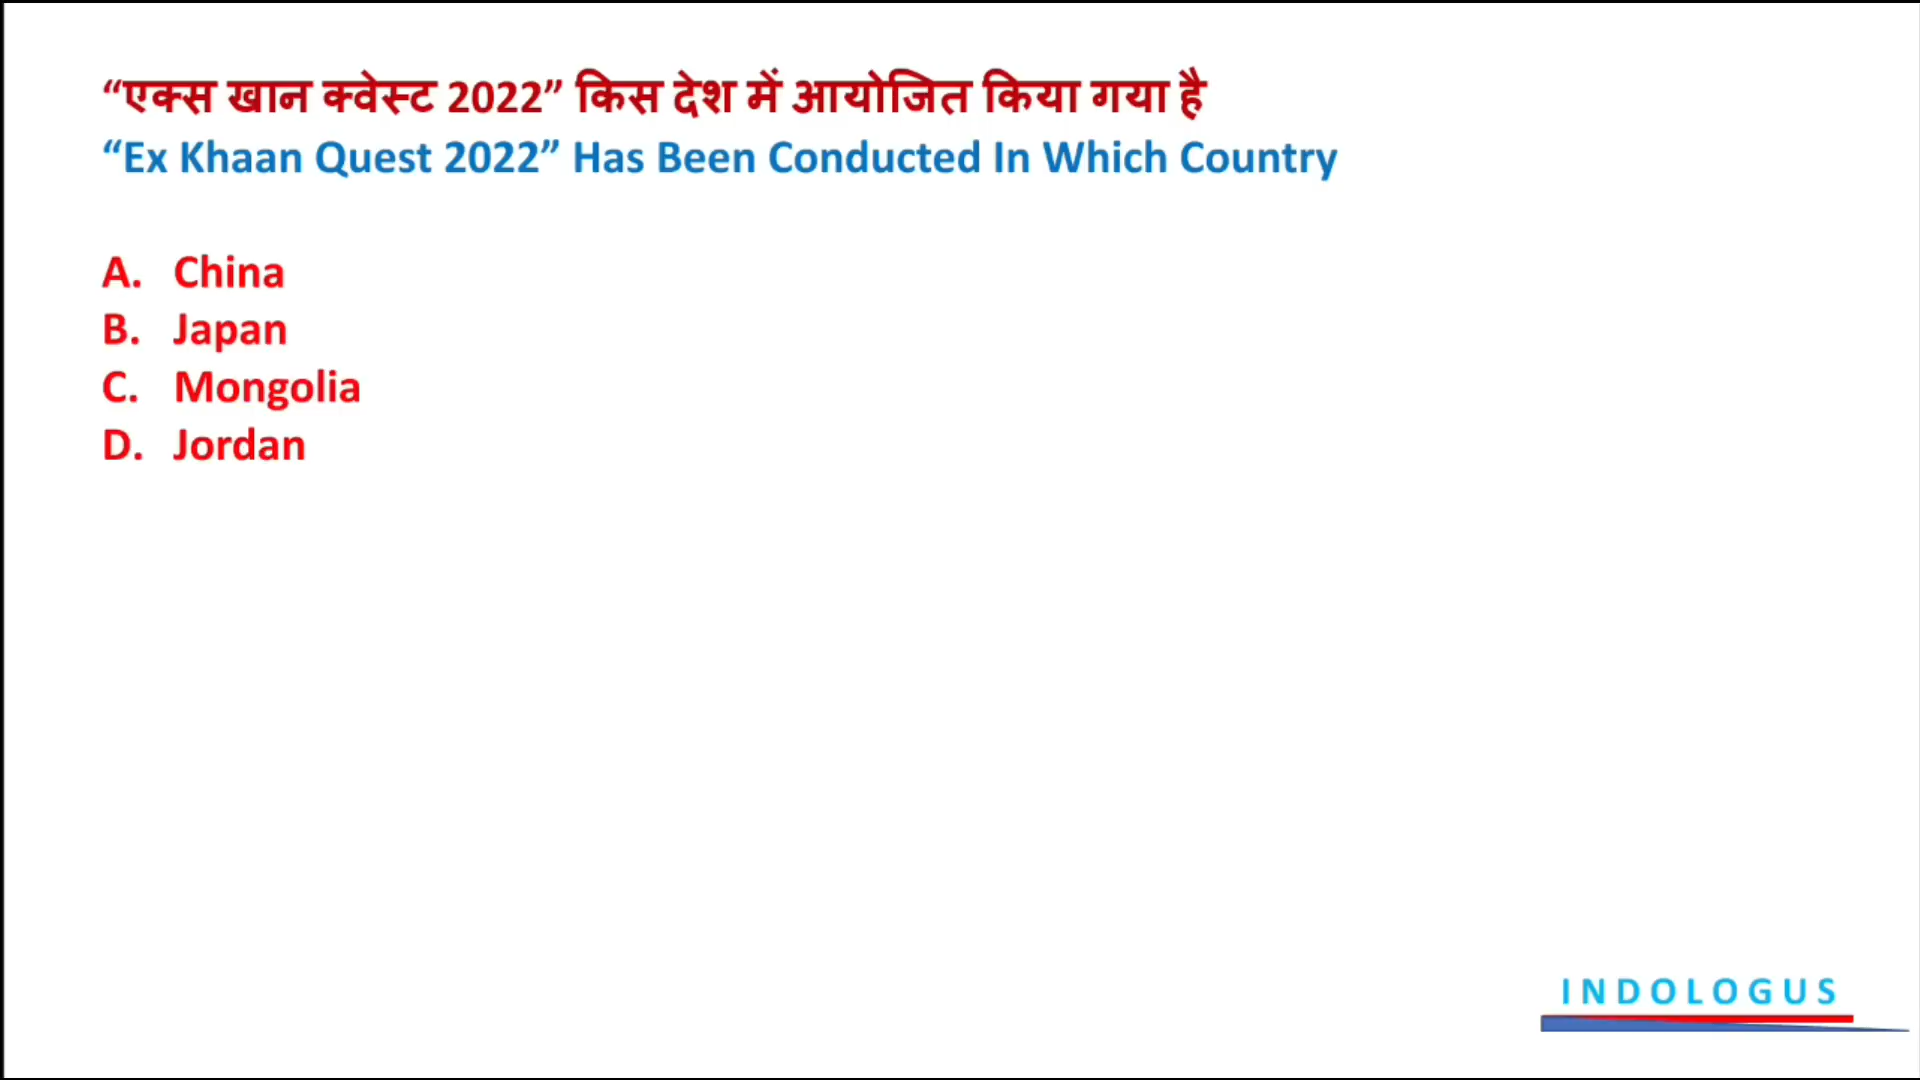 “एक्स खान क्वेस्ट 2022” किस देश में आयोजित किया गया है
“Ex Khaan Quest 2022” Has Been Conducted In Which Country
A. China
B. Japan
C. Mongolia
D. Jordan
INDOLOGUS